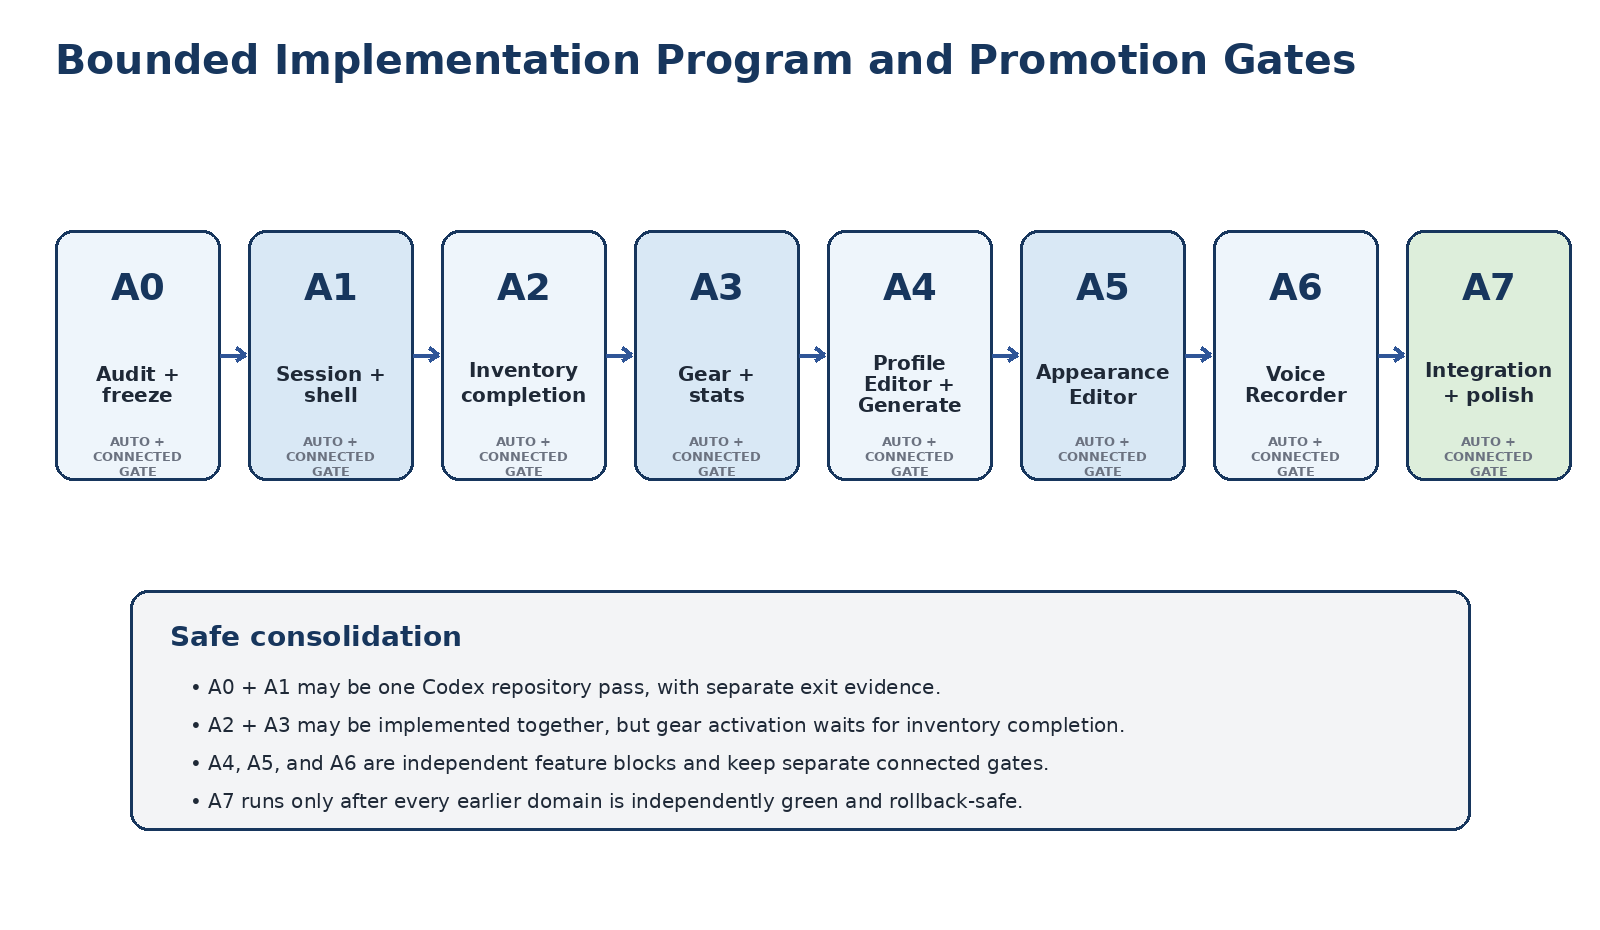 Bounded Implementation Program and Promotion Gates
A0
Audit +
freeze
AUTO +
CONNECTED
GATE
A1
Session +
shell
AUTO +
CONNECTED
GATE
A2
Inventory
completion
AUTO +
CONNECTED
GATE
A3
Gear +
stats
AUTO +
CONNECTED
GATE
A4
Profile
Editor +
Generate
AUTO +
CONNECTED
GATE
A5
Appearance
Editor
AUTO +
CONNECTED
GATE
A6
Voice
Recorder
AUTO +
CONNECTED
GATE
A7
Integration
+ polish
AUTO +
CONNECTED
GATE
Safe consolidation
• A0 + A1 may be one Codex repository pass, with separate exit evidence.
• A2 + A3 may be implemented together, but gear activation waits for inventory completion.
• A4, A5, and A6 are independent feature blocks and keep separate connected gates.
• A7 runs only after every earlier domain is independently green and rollback-safe.